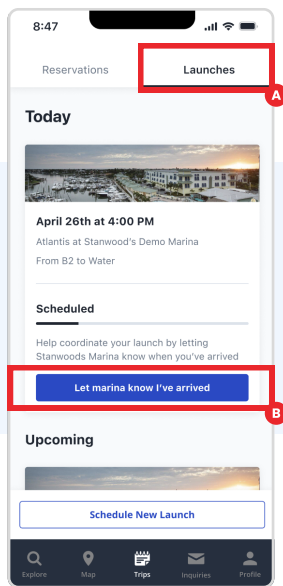 8:47
Reservations
Launches
A
Today
April 26th at 4:00 PM
Atlantis at Stanwood's Demo Marina
From B2 to Water
Scheduled
Help coordinate your launch by letting
Stanwoods Marina know when you've arrived
Let marina know I've arrived
B
Upcoming
Schedule New Launch
Explore
Map
Trips
Inquiries
Profile